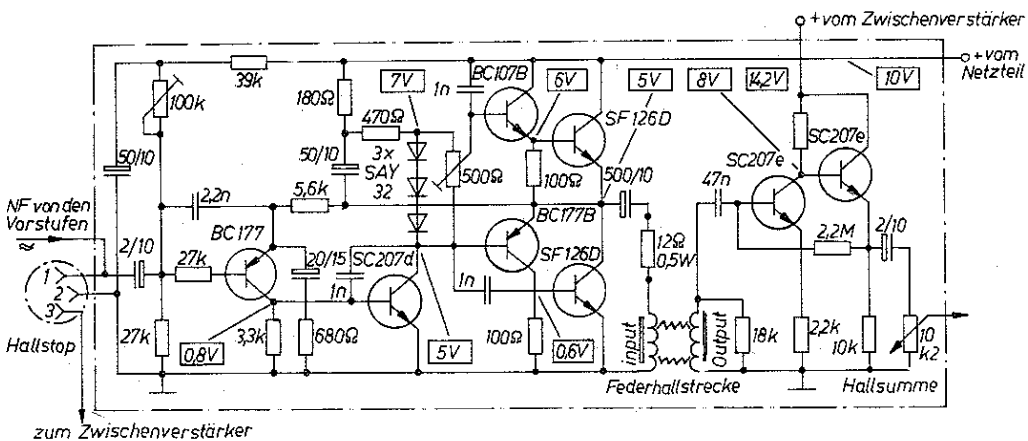 +vom Zwischenverstärker
+vom
Netzteil
39k
100k
180Ω
470Ω
7V
1n
BC107B
6V
5V
8V
14,2V
10V
SF126D
SC207e
SC207e
50/10
50/10
3x
SAY
32
500Ω
100Ω
500/10
47n
2,2n
5,6k
BC177B
NF von den
Vorstufen
≈
2/10
27k
BC177
20/15
SC207d
1n
1n
SF126D
12Ω
0,5W
2,2M
2/10
1
2
3
Hallstop
27k
0,8V
3,3k
680Ω
5V
100Ω
0,6V
input
Output
18k
2,2k
10k
10
k2
Federhallstrecke
Hallsumme
zum Zwischenverstärker